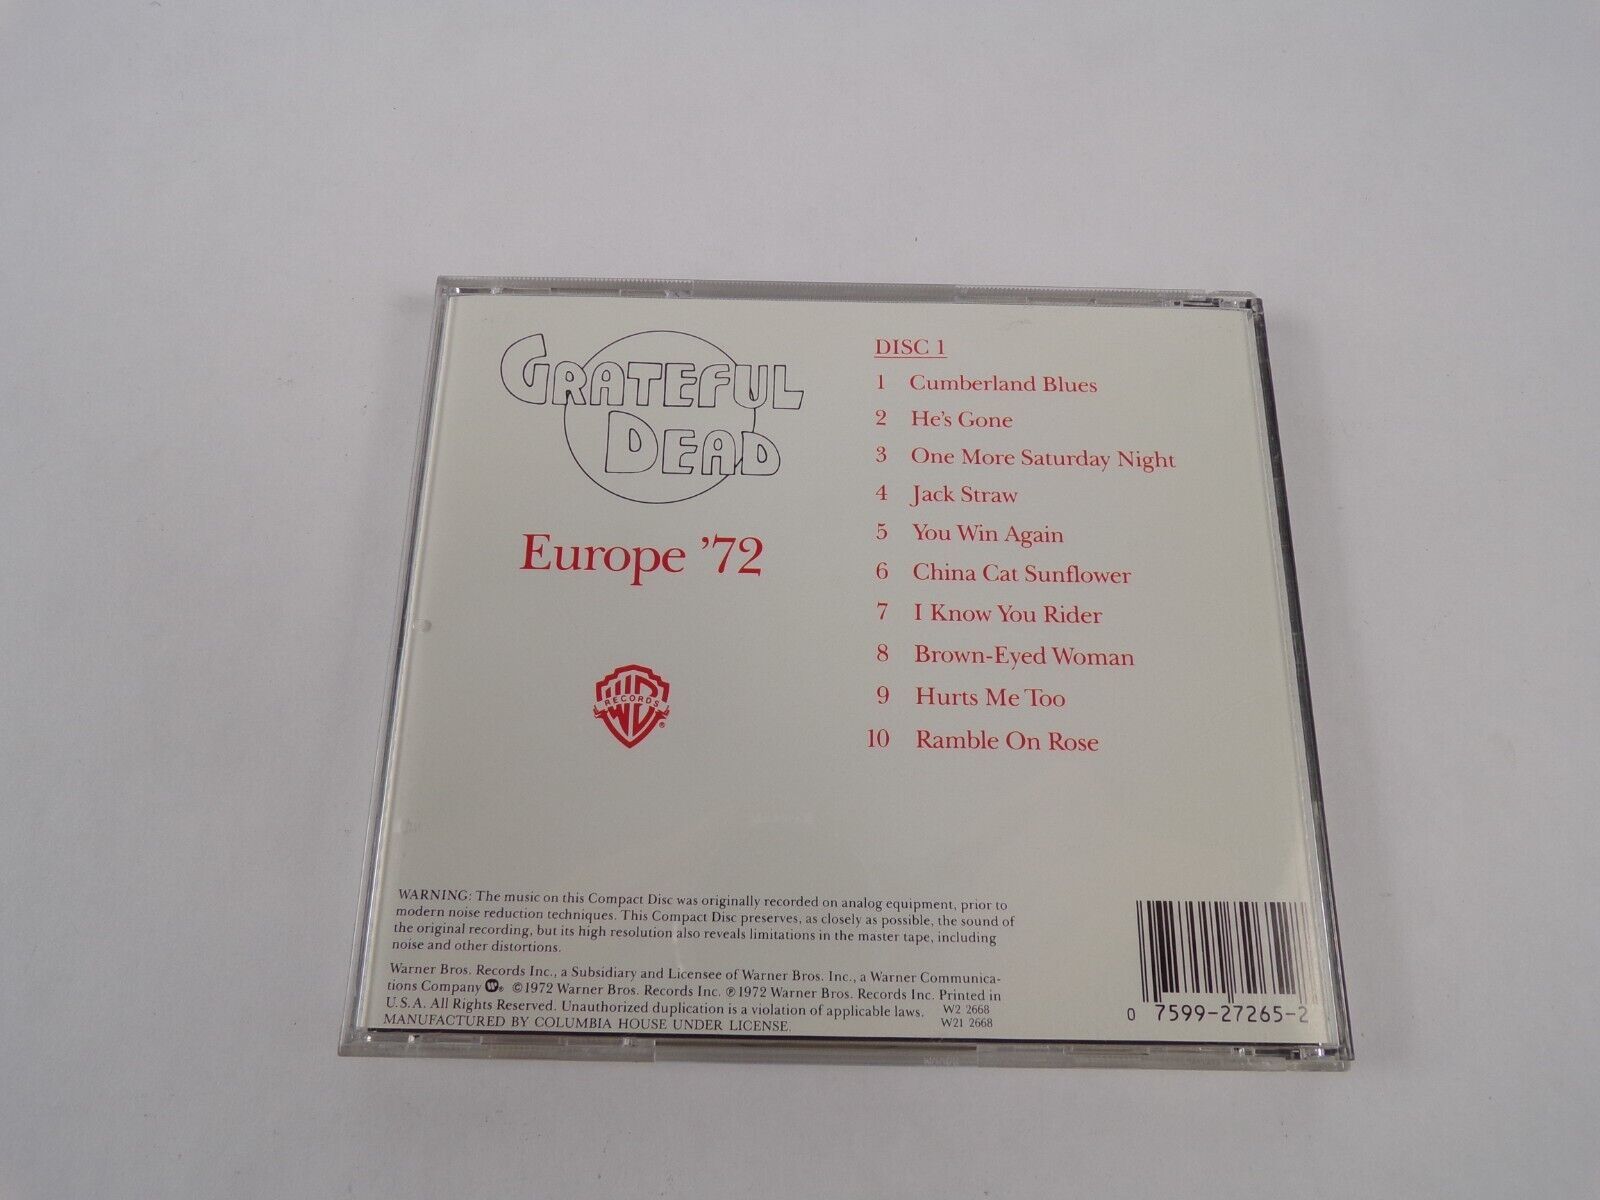 GRATEFUL
DEAD
Europe '72
RECORDS
DISC 1
1 Cumberland Blues
2 He's Gone
3 One More Saturday Night
4 Jack Straw
5 You Win Again
6 China Cat Sunflower
7 I Know You Rider
8 Brown-Eyed Woman
9 Hurts Me Too
10 Ramble On Rose
WARNING: The music on this Compact Disc was originally recorded on analog equipment, prior to
modern noise reduction techniques. This Compact Disc preserves, as closely as possible, the sound of
the original recording, but its high resolution also reveals limitations in the master tape, including
noise and other distortions.
Warner Bros. Records Inc., a Subsidiary and Licensee of Warner Bros. Inc., a Warner Communica-
tions Company ©1972 Warner Bros. Records Inc. ℗1972 Warner Bros. Records Inc. Printed in
U.S.A. All Rights Reserved. Unauthorized duplication is a violation of applicable laws. W2 2668
MANUFACTURED BY COLUMBIA HOUSE UNDER LICENSE. W21 2668
0 7599-27265-2